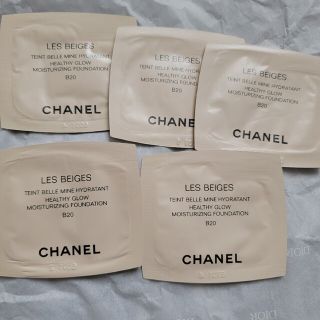 LES BEIGES
TEINT BELLE MINE HYDRATANT
HEALTHY GLOW
MOISTURIZING FOUNDATION
B20
CHANEL
LES BEIGES
TEINT BELLE MINE HYDRATANT
HEALTHY GLOW
MOISTURIZING FOUNDATION
B20
CHANEL
LES BEIGES
TEINT BELLE MINE HYDRATANT
HEALTHY GLOW
MOISTURIZING FOUNDATION
B20
CHANEL
LES BEIGES
TEINT BELLE MINE HYDRATANT
HEALTHY GLOW
MOISTURIZING FOUNDATION
B20
CHANEL
LES BEIGES
TEINT BELLE MINE HYDRATANT
HEALTHY GLOW
MOISTURIZING FOUNDATION
B20
CHANEL
DIOR